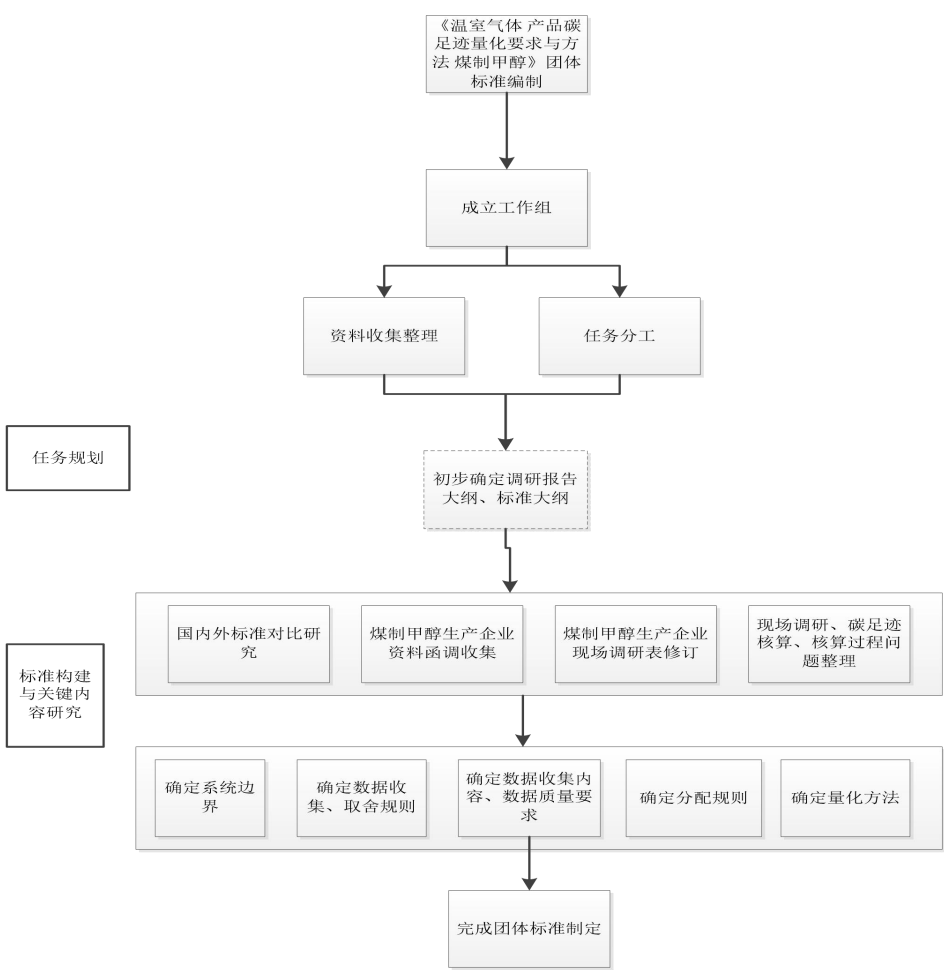 《温室气体 产品碳
足迹量化要求与方
法 煤制甲醇》团体
标准编制
成立工作组
资料收集整理
任务分工
任务规划
初步确定调研报告
大纲、标准大纲
国内外标准对比研
究
煤制甲醇生产企业
资料函调收集
煤制甲醇生产企业
现场调研表修订
现场调研、碳足迹
核算、核算过程问
题整理
标准构建
与关键内
容研究
确定系统边
界
确定数据收
集、取舍规则
确定数据收集内
容、数据质量要
求
确定分配规则
确定量化方法
完成团体标准制定